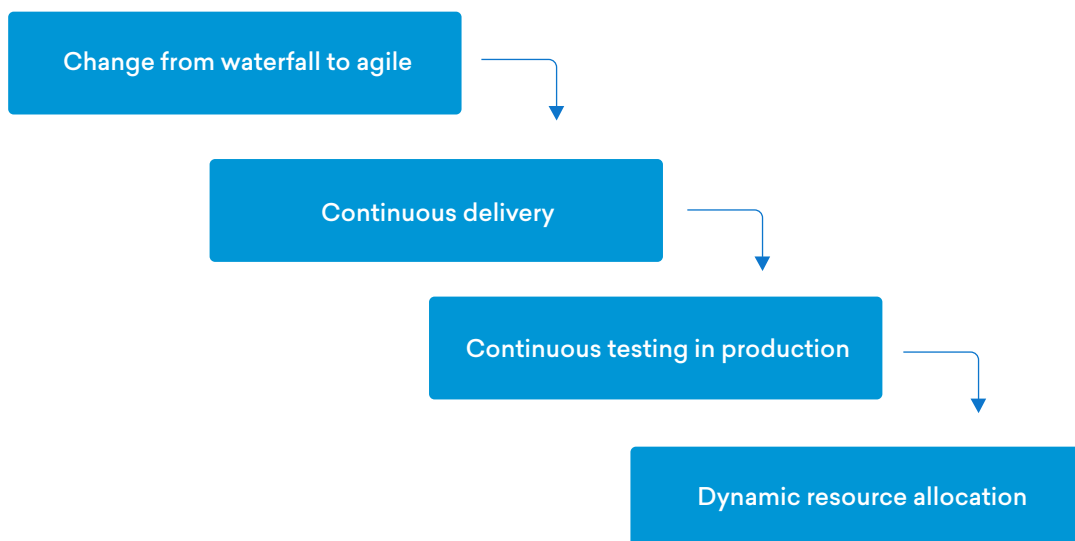 Change from waterfall to agile
Continuous delivery
Continuous testing in production
Dynamic resource allocation